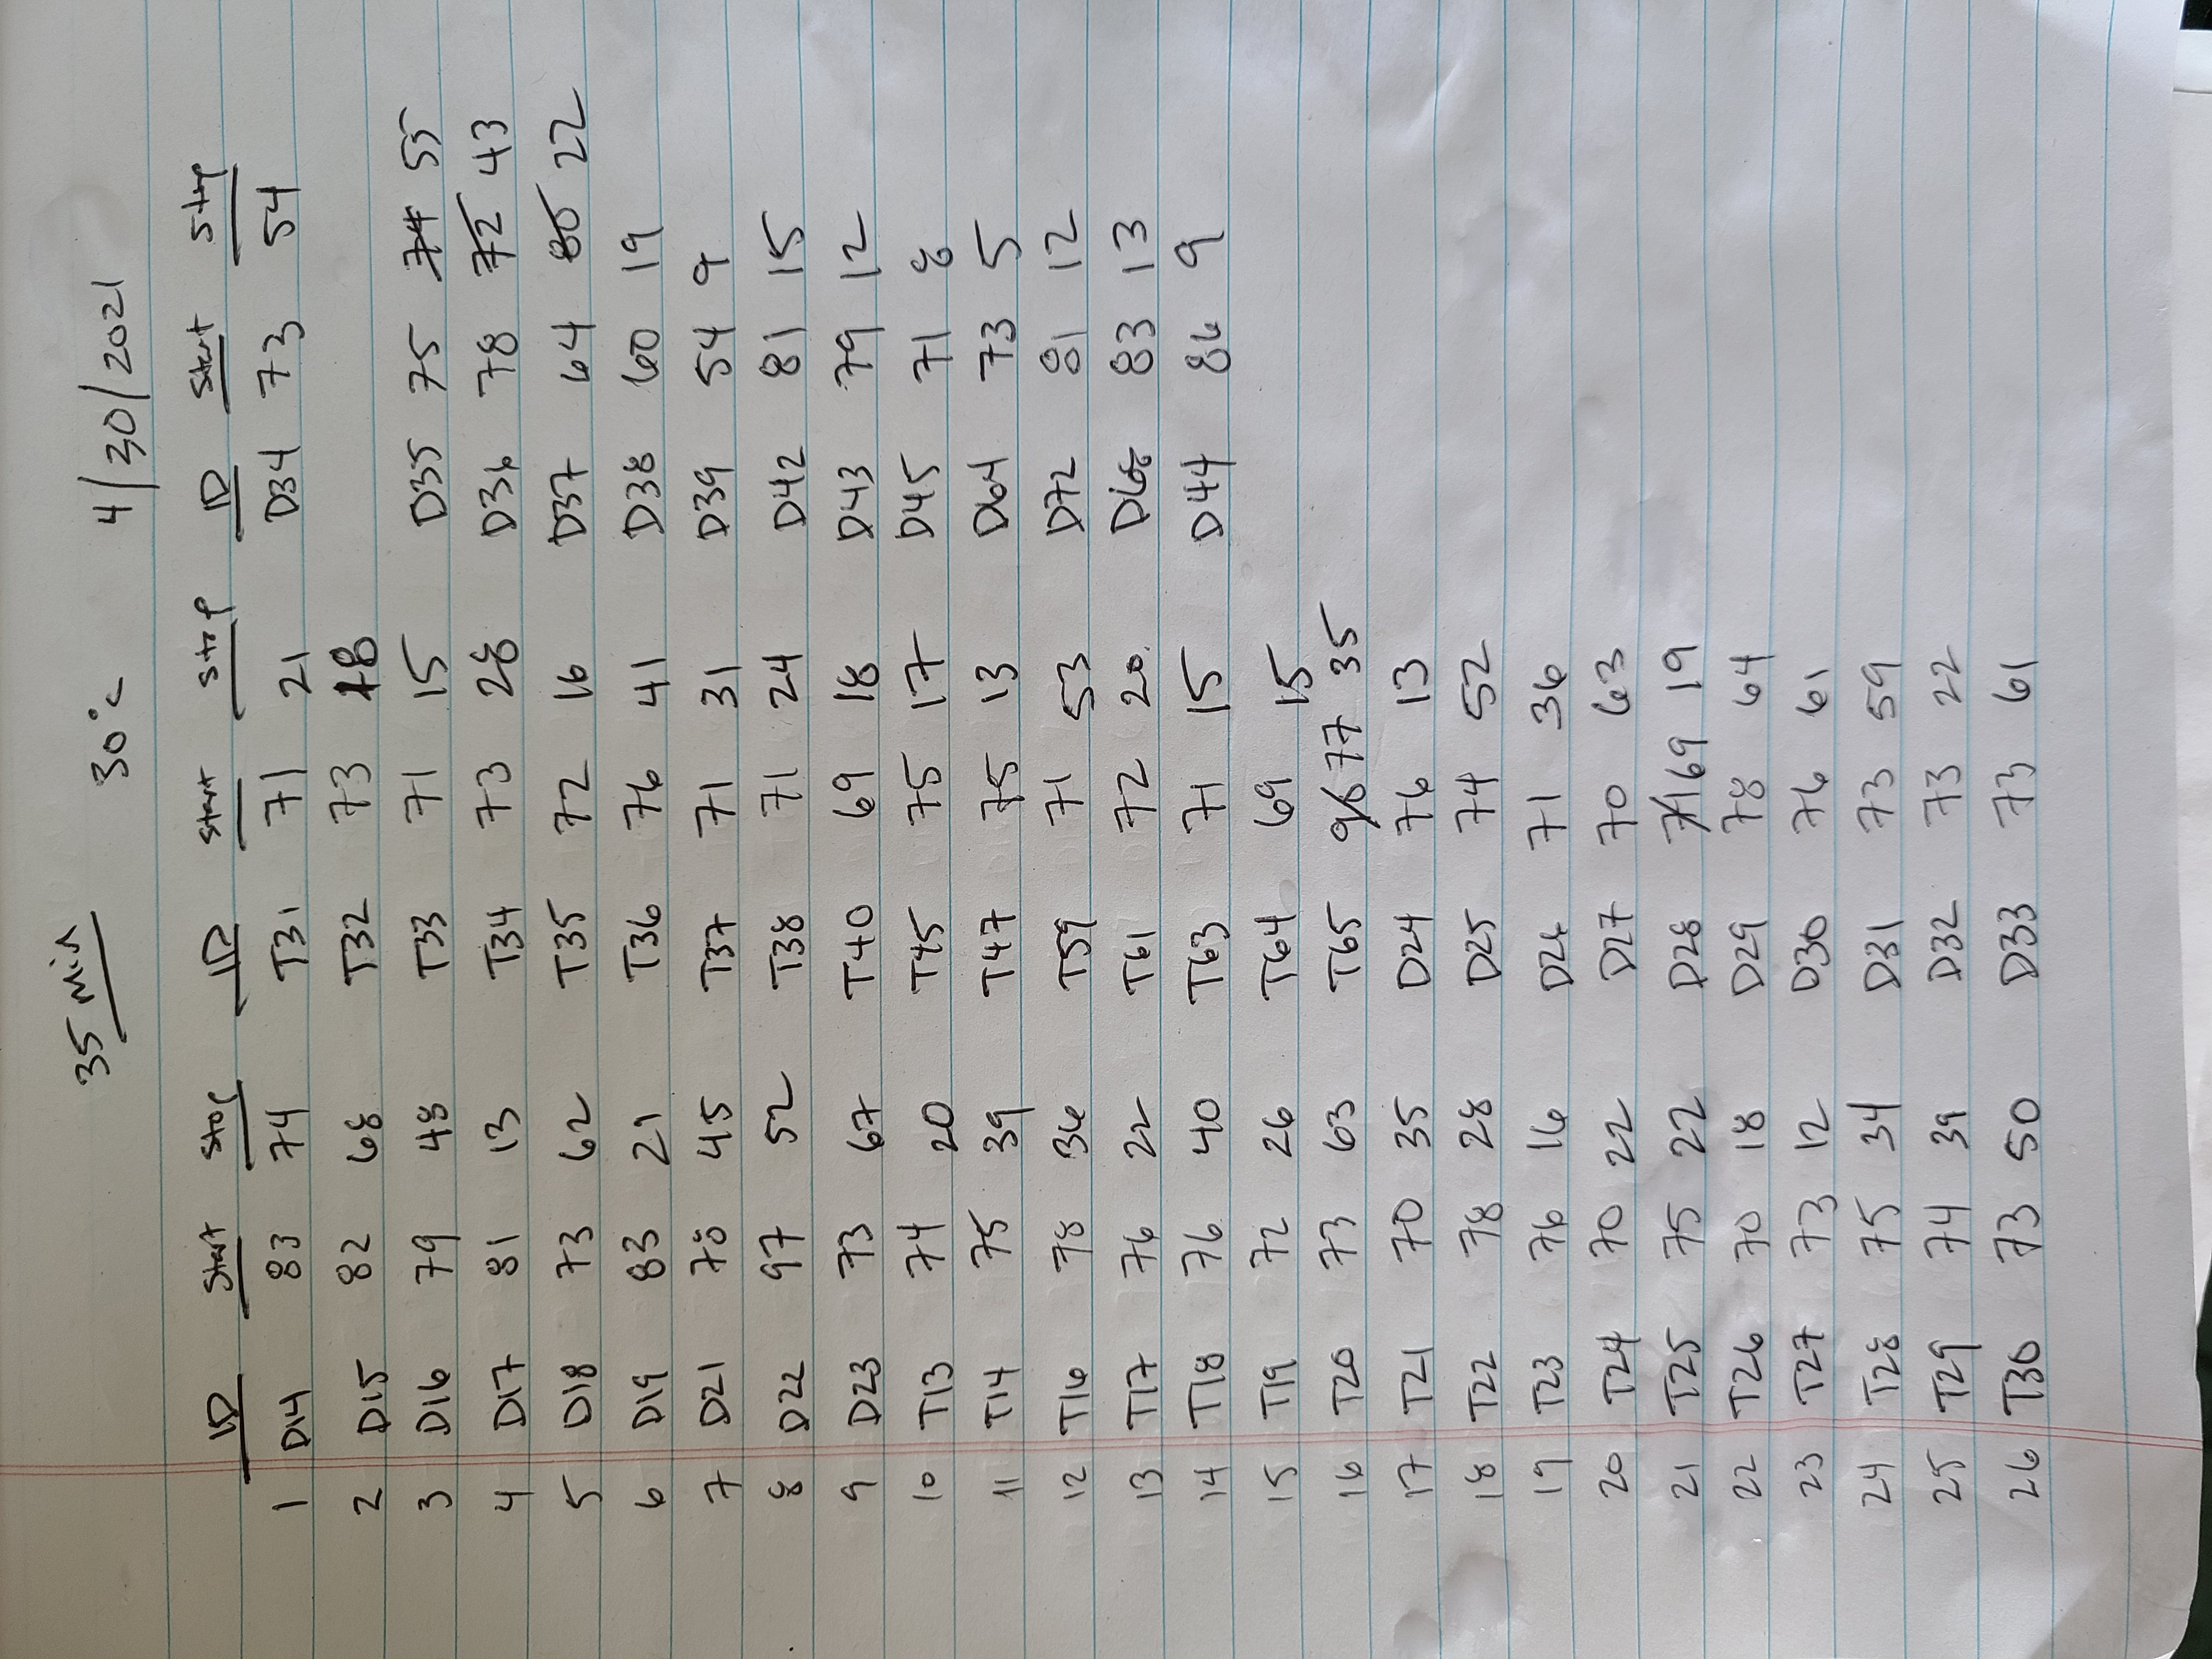 35 min 30°C 4/30/2021
ID Start Stop ID Start Stop ID Start Stop
1 D14 83 74 T31 71 21 D34 73 54
2 D15 82 68 T32 73 18
3 D16 79 48 T33 71 15 D35 75 74 55
4 D17 81 13 T34 73 28 D36 78 72 43
5 D18 73 62 T35 72 16 D37 64 80 22
6 D19 83 21 T36 76 41 D38 60 19
7 D21 78 45 T37 71 31 D39 54 9
8 D22 97 52 T38 71 24 D42 81 15
9 D23 73 67 T40 69 18 D43 79 12
10 T13 74 20 T45 75 17 D45 71 8
11 T14 75 39 T47 75 13 D64 73 5
12 T16 78 36 T59 71 53 D72 81 12
13 T17 76 22 T61 72 20 D68 83 13
14 T18 76 40 T63 71 15 D44 86 9
15 T19 72 26 T64 69 15
16 T20 73 63 T65 96 77 35
17 T21 70 35 D24 76 13
18 T22 78 28 D25 74 52
19 T23 76 16 D26 71 36
20 T24 70 22 D27 70 63
21 T25 75 22 D28 71 69 19
22 T26 70 18 D29 78 64
23 T27 73 12 D30 76 61
24 T28 75 34 D31 73 59
25 T29 74 39 D32 73 22
26 T30 73 50 D33 73 61